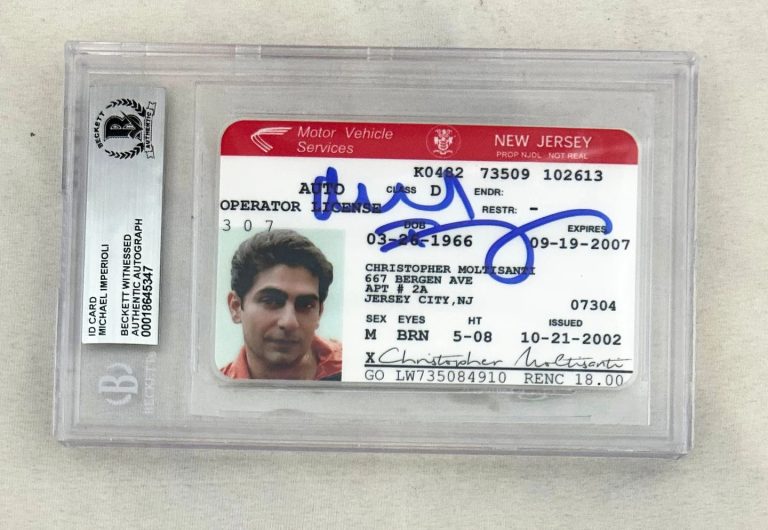 BECKETT
AUTHENTIC
ID CARD
MICHAEL IMPERIOLI
BECKETT WITNESSED
AUTHENTIC AUTOGRAPH
00018645347
BECKETT
Motor Vehicle
Services
NEW JERSEY
PROP NJDL NGT REAL
K0482 73509 102613
AUTO CLASS D ENDR:
OPERATOR LICENSE RESTR: -
307 DOB EXPIRES
03-26-1966 09-19-2007
CHRISTOPHER MOLTISANTI
667 BERGEN AVE
APT # 2A
JERSEY CITY,NJ 07304
SEX EYES HT ISSUED
M BRN 5-08 10-21-2002
X Christopher Moltisanti
GO LW735084910 RENC 18.00